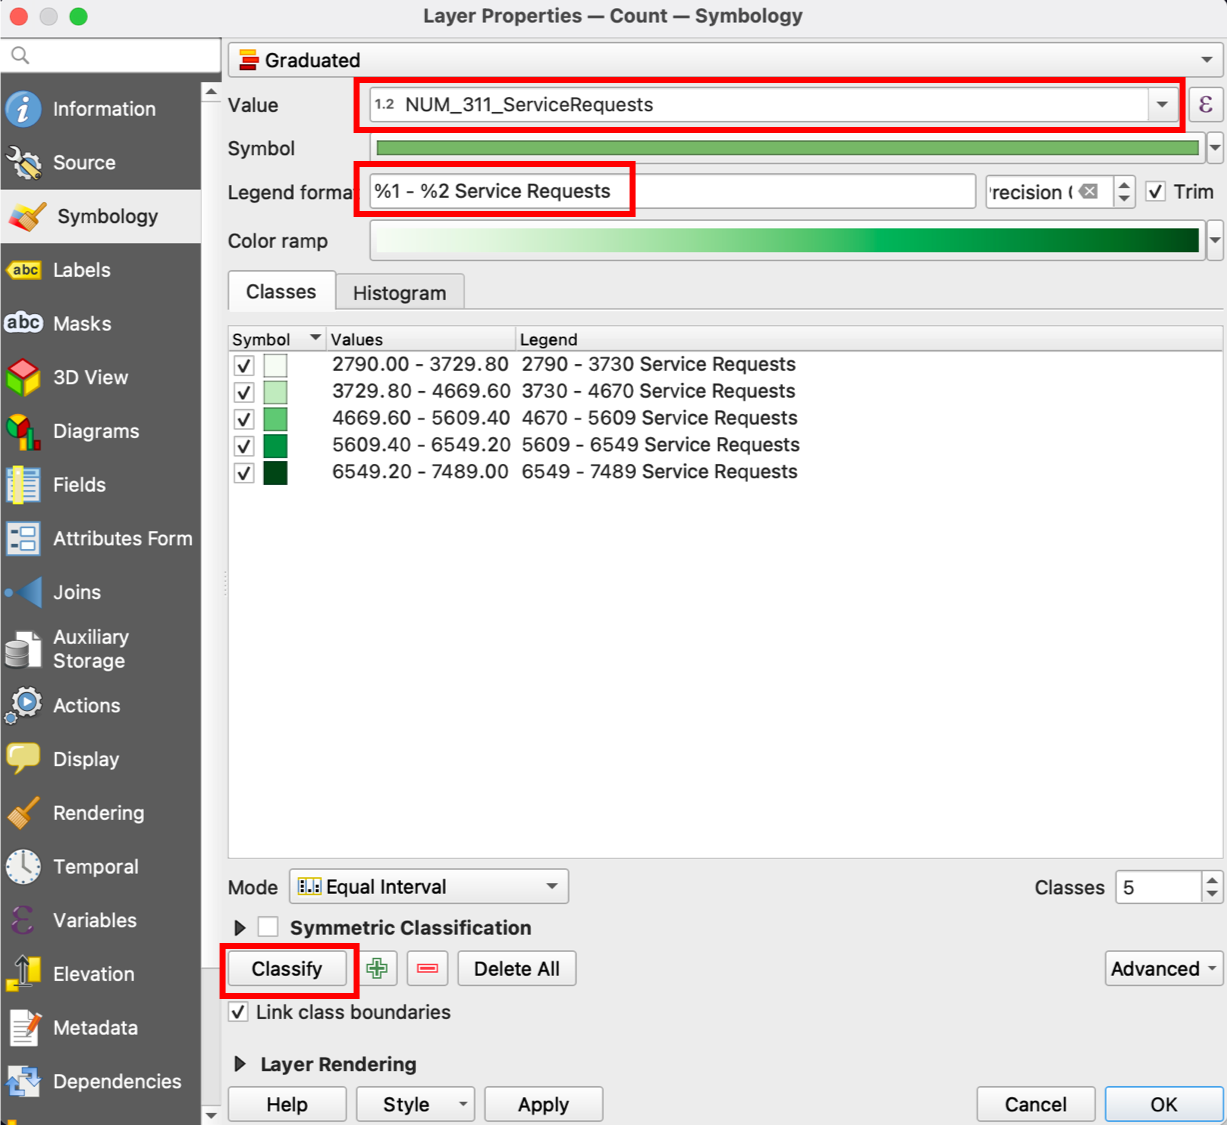 Layer Properties — Count — Symbology
Graduated
Information
Source
Symbology
abc Labels
abc Masks
3D View
Diagrams
Fields
Attributes Form
Joins
Auxiliary
Storage
Actions
Display
Rendering
Temporal
Variables
Elevation
Metadata
Dependencies
Value 1.2 NUM_311_ServiceRequests ε
Symbol
Legend forma %1 - %2 Service Requests recision Trim
Color ramp
Classes Histogram
Symbol Values Legend
2790.00 - 3729.80 2790 - 3730 Service Requests
3729.80 - 4669.60 3730 - 4670 Service Requests
4669.60 - 5609.40 4670 - 5609 Service Requests
5609.40 - 6549.20 5609 - 6549 Service Requests
6549.20 - 7489.00 6549 - 7489 Service Requests
Mode Equal Interval Classes 5
Symmetric Classification
Classify Delete All Advanced
Link class boundaries
Layer Rendering
Help Style Apply Cancel OK